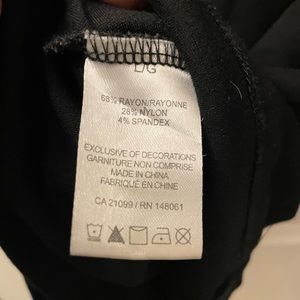 L/G
68% RAYON/RAYONNE
28% NYLON
4% SPANDEX
EXCLUSIVE OF DECORATIONS
GARNITURE NON COMPRISE
MADE IN CHINA
FABRIQUÉ EN CHINE
CA 21099 / RN 148061